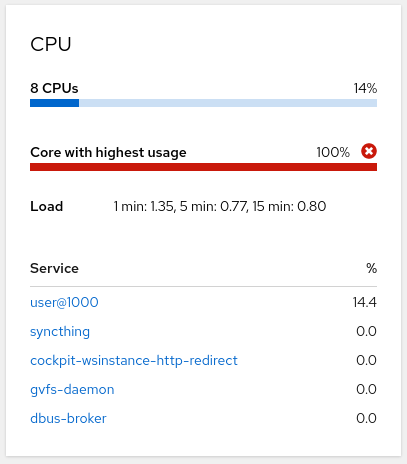 CPU
8 CPUs 14%
Core with highest usage 100%
Load 1 min: 1.35, 5 min: 0.77, 15 min: 0.80
Service %
user@1000 14.4
syncthing 0.0
cockpit-wsinstance-http-redirect 0.0
gvfs-daemon 0.0
dbus-broker 0.0